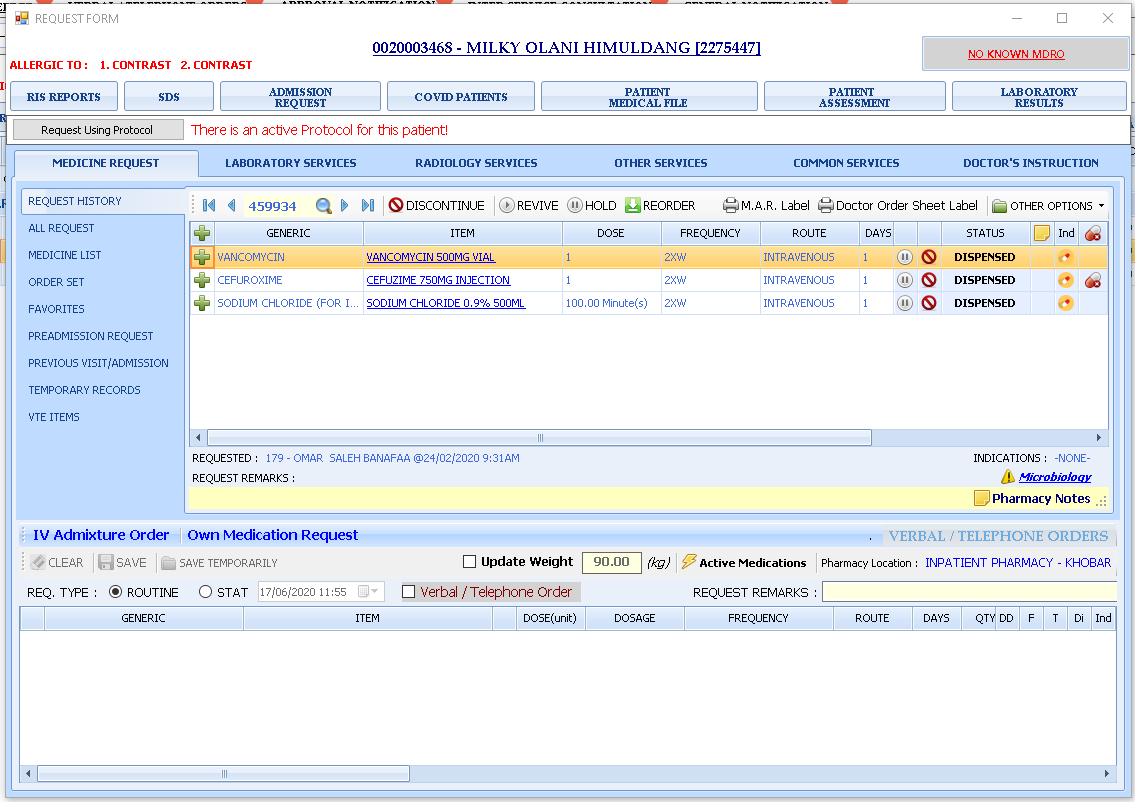 VERBAL / TELEPHONE ORDERS APPROVAL NOTIFICATION INTER SERVICE CONSULTATION GENERAL NOTIFICATION
REQUEST FORM
0020003468 - MILKY OLANI HIMULDANG [2275447]
NO KNOWN MDRO
ALLERGIC TO : 1. CONTRAST 2. CONTRAST
RIS REPORTS SDS ADMISSION REQUEST COVID PATIENTS PATIENT MEDICAL FILE PATIENT ASSESSMENT LABORATORY RESULTS
Request Using Protocol There is an active Protocol for this patient!
MEDICINE REQUEST LABORATORY SERVICES RADIOLOGY SERVICES OTHER SERVICES COMMON SERVICES DOCTOR'S INSTRUCTION
REQUEST HISTORY
ALL REQUEST
MEDICINE LIST
ORDER SET
FAVORITES
PREADMISSION REQUEST
PREVIOUS VISIT/ADMISSION
TEMPORARY RECORDS
VTE ITEMS
459934 DISCONTINUE REVIVE HOLD REORDER M.A.R. Label Doctor Order Sheet Label OTHER OPTIONS
GENERIC ITEM DOSE FREQUENCY ROUTE DAYS STATUS Ind
VANCOMYCIN VANCOMYCIN 500MG VIAL 1 2XW INTRAVENOUS 1 DISPENSED
CEFUROXIME CEFUZIME 750MG INJECTION 1 2XW INTRAVENOUS 1 DISPENSED
SODIUM CHLORIDE (FOR I... SODIUM CHLORIDE 0.9% 500ML 100.00 Minute(s) 2XW INTRAVENOUS 1 DISPENSED
REQUESTED : 179 - OMAR SALEH BANAFAA @24/02/2020 9:31AM INDICATIONS : -NONE-
REQUEST REMARKS : Microbiology
Pharmacy Notes
IV Admixture Order Own Medication Request . VERBAL / TELEPHONE ORDERS
CLEAR SAVE SAVE TEMPORARILY Update Weight 90.00 (kg) Active Medications Pharmacy Location : INPATIENT PHARMACY - KHOBAR
REQ. TYPE : ROUTINE STAT 17/06/2020 11:55 Verbal / Telephone Order REQUEST REMARKS :
GENERIC ITEM DOSE(unit) DOSAGE FREQUENCY ROUTE DAYS QTY DD F T Di Ind